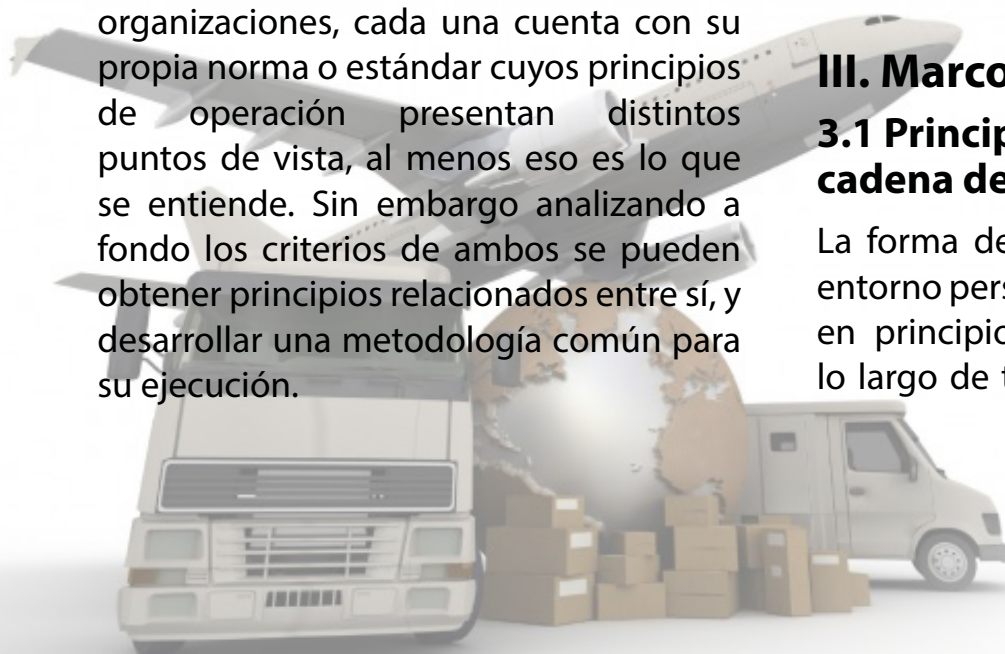 organizaciones, cada una cuenta con su
propia norma o estándar cuyos principios
de operación presentan distintos
puntos de vista, al menos eso es lo que
se entiende. Sin embargo analizando a
fondo los criterios de ambos se pueden
obtener principios relacionados entre sí, y
desarrollar una metodología común para
su ejecución.
III. Marco
3.1 Princip
cadena de
La forma de
entorno pers
en principio
lo largo de t